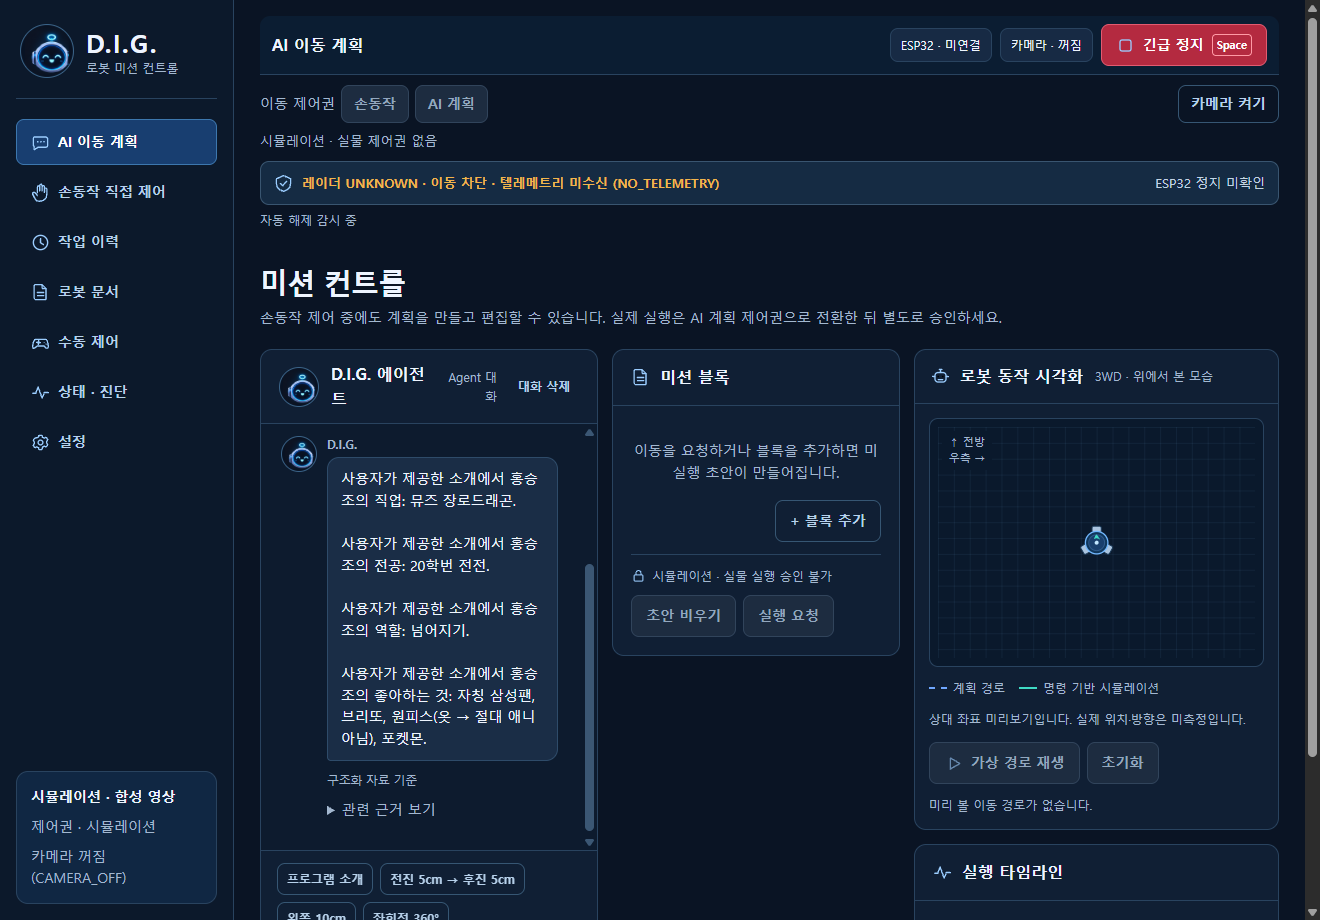 D.I.G.
로봇 미션 컨트롤
AI 이동 계획
손동작 직접 제어
작업 이력
로봇 문서
수동 제어
상태 · 진단
설정
시뮬레이션 · 합성 영상
제어권 · 시뮬레이션
카메라 꺼짐
(CAMERA_OFF)
AI 이동 계획
ESP32 · 미연결
카메라 · 꺼짐
긴급 정지 Space
이동 제어권 손동작 AI 계획
카메라 켜기
시뮬레이션 · 실물 제어권 없음
레이더 UNKNOWN · 이동 차단 · 텔레메트리 미수신 (NO_TELEMETRY)
ESP32 정지 미확인
자동 해제 감시 중
미션 컨트롤
손동작 제어 중에도 계획을 만들고 편집할 수 있습니다. 실제 실행은 AI 계획 제어권으로 전환한 뒤 별도로 승인하세요.
D.I.G. 에이전
트
Agent 대
화
대화 삭제
D.I.G.
사용자가 제공한 소개에서 홍승
조의 직업: 뮤즈 장로드래곤.
사용자가 제공한 소개에서 홍승
조의 전공: 20학번 전전.
사용자가 제공한 소개에서 홍승
조의 역할: 넘어지기.
사용자가 제공한 소개에서 홍승
조의 좋아하는 것: 자칭 삼성팬,
브리또, 원피스(옷 → 절대 애니
아님), 포켓몬.
구조화 자료 기준
▶ 관련 근거 보기
프로그램 소개
전진 5cm → 후진 5cm
왼쪽 10cm
좌회전 360°
미션 블록
이동을 요청하거나 블록을 추가하면 미
실행 초안이 만들어집니다.
+ 블록 추가
시뮬레이션 · 실물 실행 승인 불가
초안 비우기
실행 요청
로봇 동작 시각화 3WD · 위에서 본 모습
↑ 전방
우측 →
계획 경로
명령 기반 시뮬레이션
상대 좌표 미리보기입니다. 실제 위치·방향은 미측정입니다.
가상 경로 재생
초기화
미리 볼 이동 경로가 없습니다.
실행 타임라인